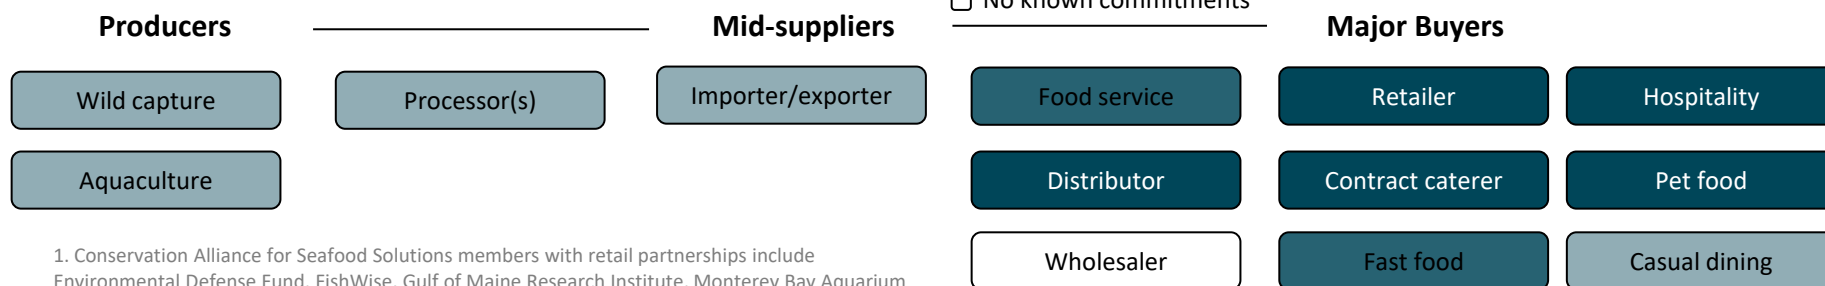 No known commitments
Producers
Mid-suppliers
Major Buyers
Wild capture
Processor(s)
Importer/exporter
Food service
Retailer
Hospitality
Aquaculture
Distributor
Contract caterer
Pet food
Wholesaler
Fast food
Casual dining
1. Conservation Alliance for Seafood Solutions members with retail partnerships include
Environmental Defense Fund, FishWise, Gulf of Maine Research Institute, Monterey Bay Aquarium